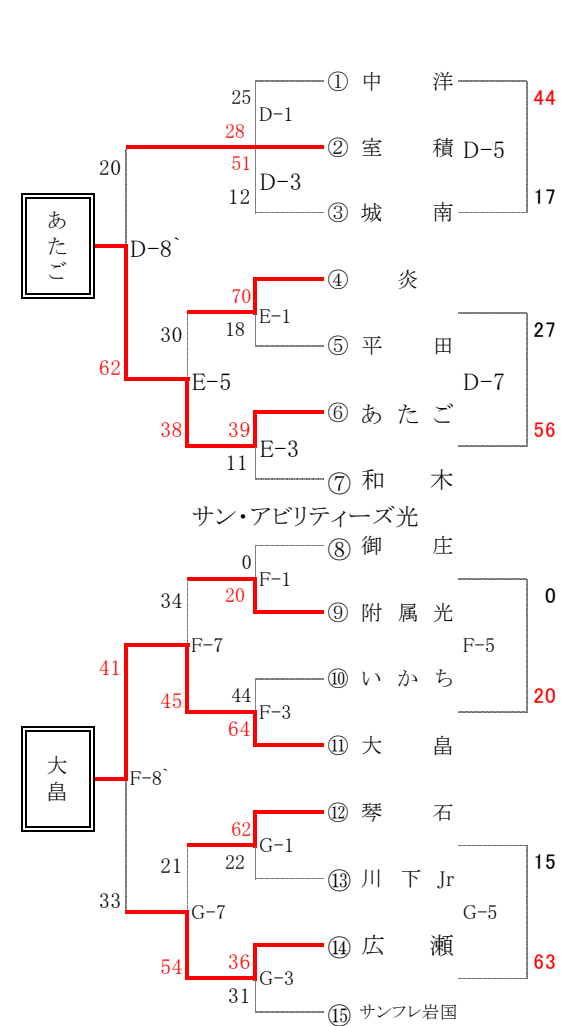 ① 中 洋
25
D-1
44
28
② 室 積
D-5
51
20
D-3
12
17
③ 城 南
あたご
D-8`
④ 炎
70
E-1
18
30
27
⑤ 平 田
62
E-5
D-7
⑥ あ た ご
38
39
56
E-3
11
⑦ 和 木
サン・アビリティーズ光
⑧ 御 庄
0
F-1
20
34
0
⑨ 附 属 光
F-7
F-5
41
⑩ い か ち
45
44
20
F-3
64
⑪ 大 畠
大畠
F-8`
⑫ 琴 石
62
G-1
22
21
15
⑬ 川 下 Jr
33
G-7
G-5
⑭ 広 瀬
54
36
63
G-3
31
⑮ サンフレ岩国